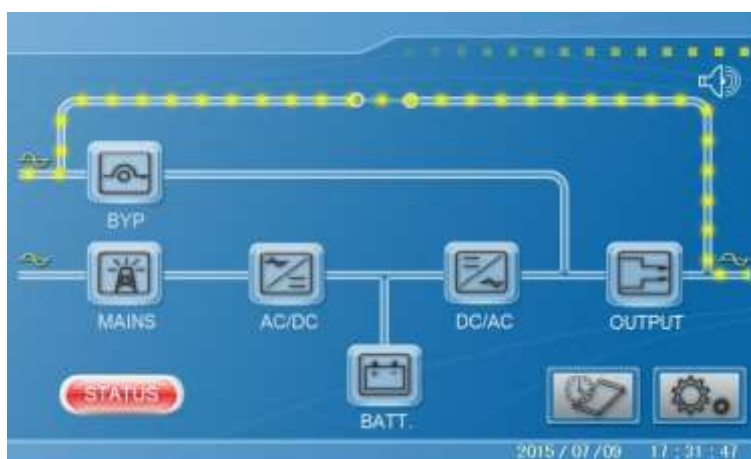 BYP
MAINS
AC/DC
DC/AC
OUTPUT
STATUS
BATT.
2015/07/09 17:31:47